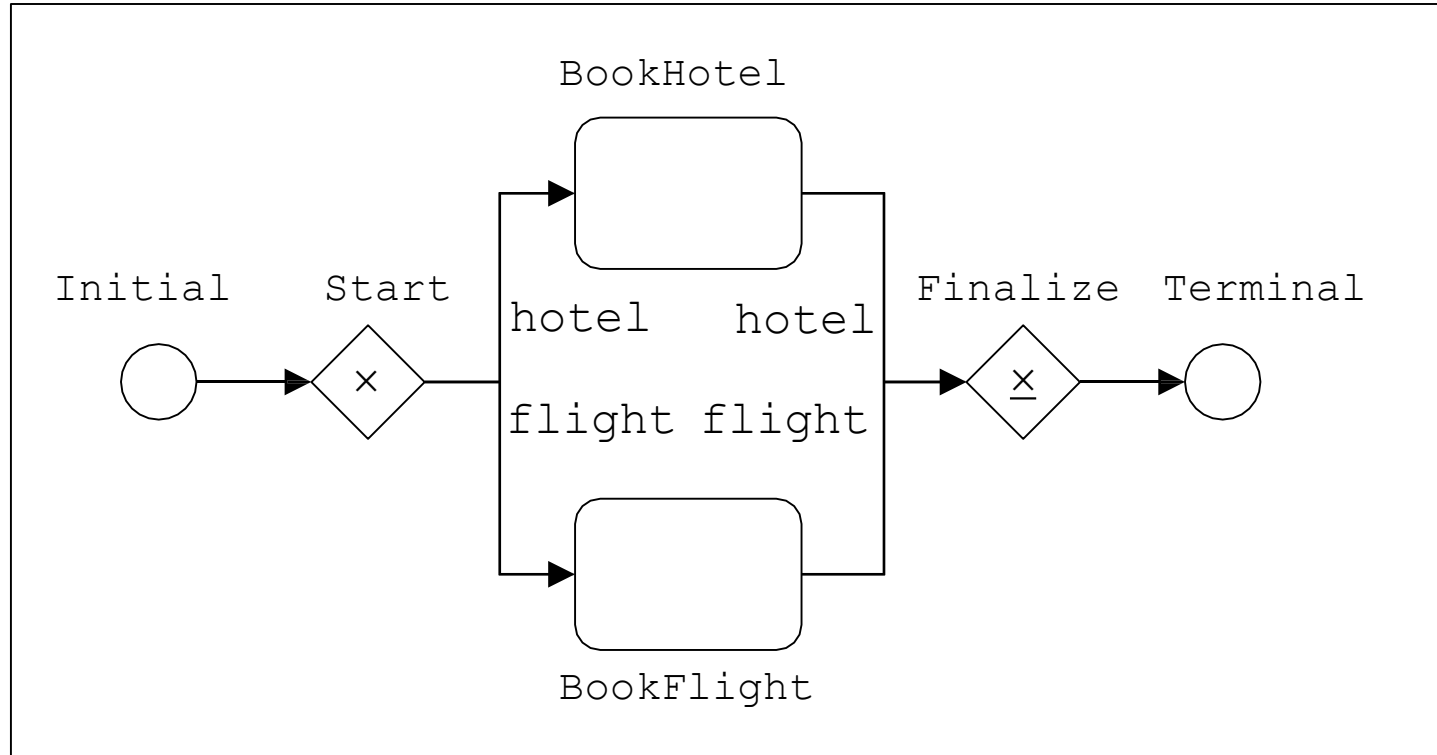 BookHotel
Initial
Start
Finalize
Terminal
hotel
hotel
×
×
flight
flight
BookFlight